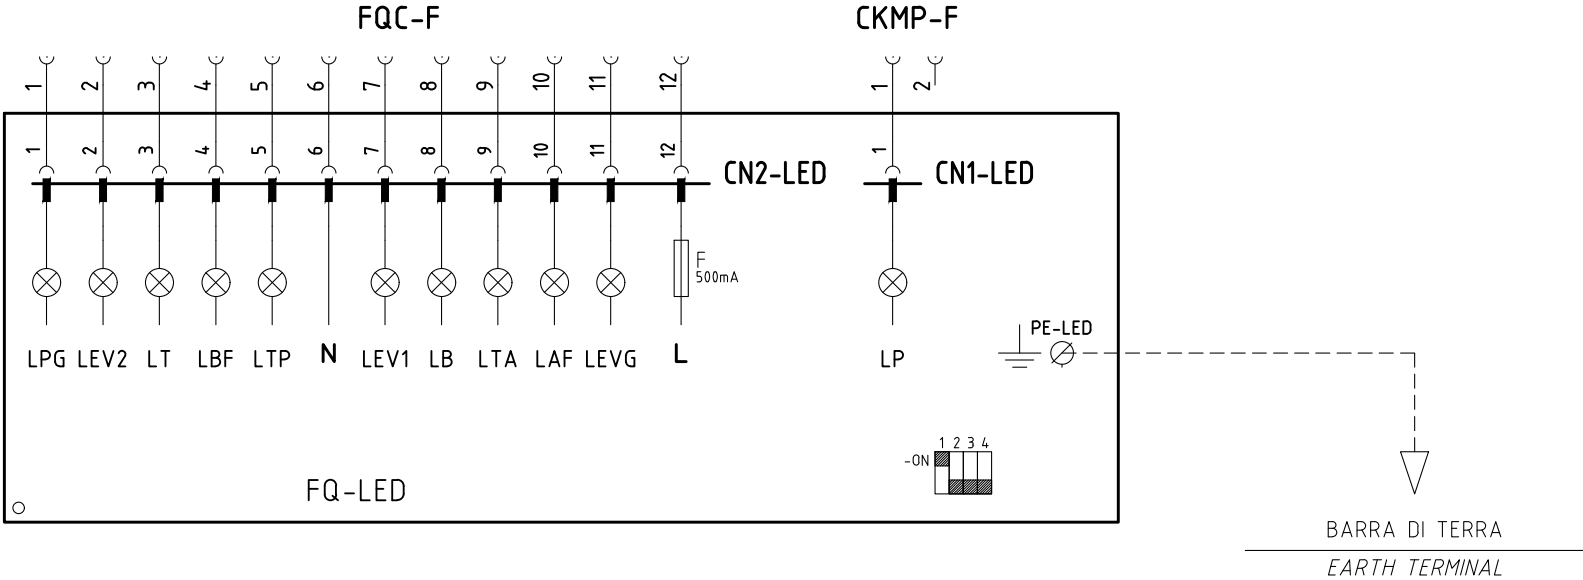 FQC-F CKMP-F
1 2 3 4 5 6 7 8 9 10 11 12 1 2
1 2 3 4 5 6 7 8 9 10 11 12 1
CN2-LED CN1-LED
F
500mA
PE-LED
LPG LEV2 LT LBF LTP N LEV1 LB LTA LAF LEVG L LP
1 2 3 4
-ON
FQ-LED
BARRA DI TERRA
EARTH TERMINAL